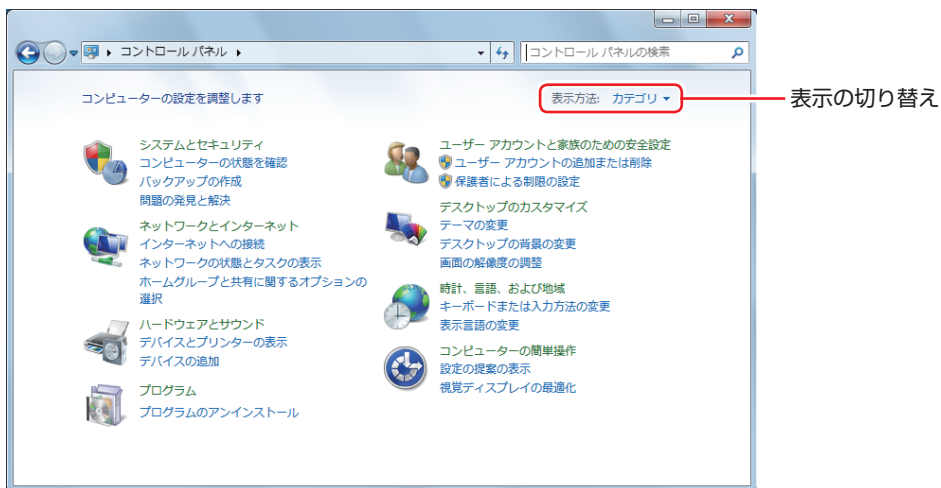 コントロール パネル
コントロール パネルの検索
コンピューターの設定を調整します
表示方法: カテゴリ
表示の切り替え
システムとセキュリティ
コンピューターの状態を確認
バックアップの作成
問題の発見と解決
ネットワークとインターネット
インターネットへの接続
ネットワークの状態とタスクの表示
ホームグループと共有に関するオプションの
選択
ハードウェアとサウンド
デバイスとプリンターの表示
デバイスの追加
プログラム
プログラムのアンインストール
ユーザー アカウントと家族のための安全設定
ユーザー アカウントの追加または削除
保護者による制限の設定
デスクトップのカスタマイズ
テーマの変更
デスクトップの背景の変更
画面の解像度の調整
時計、言語、および地域
キーボードまたは入力方法の変更
表示言語の変更
コンピューターの簡単操作
設定の提案の表示
視覚ディスプレイの最適化